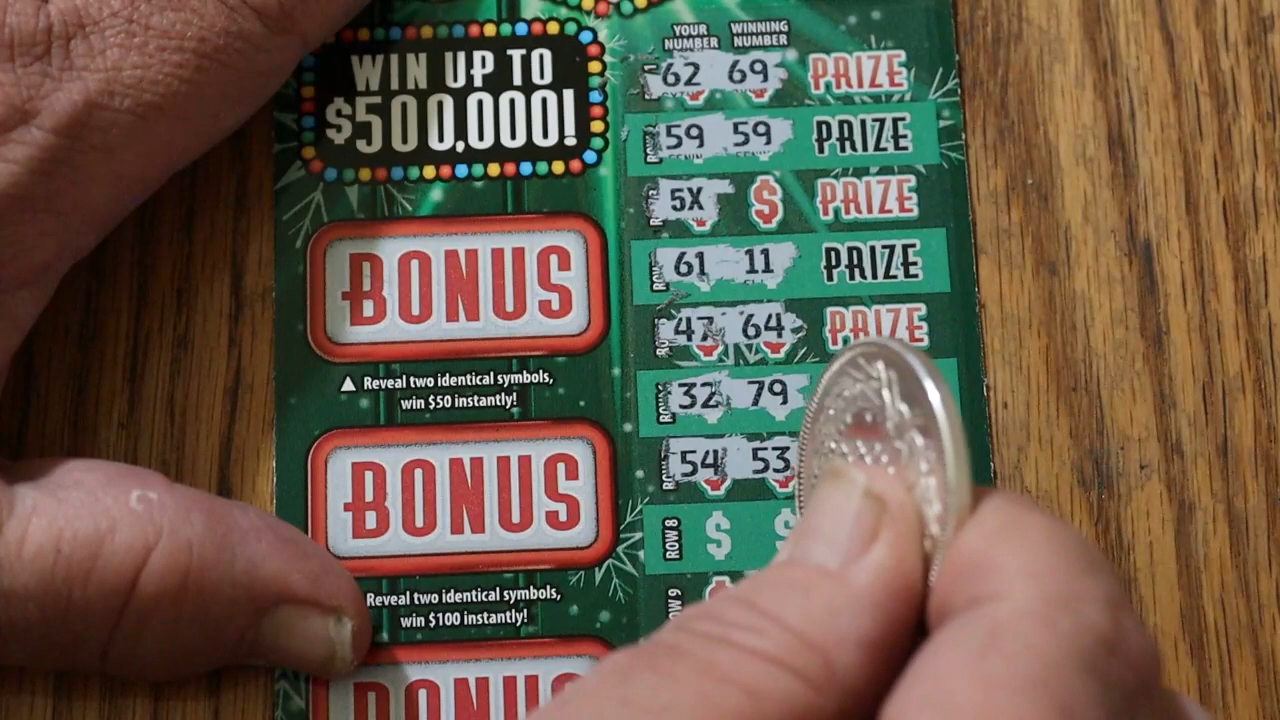 WIN UP TO
$500,000!
BONUS
▲ Reveal two identical symbols,
win $50 instantly!
BONUS
Reveal two identical symbols,
win $100 instantly!
BONUS
YOUR NUMBER WINNING NUMBER
62 69 PRIZE
59 59 PRIZE
5X $ PRIZE
61 11 PRIZE
47 64 PRIZE
32 79
54 53
ROW 8 $ $
ROW 9